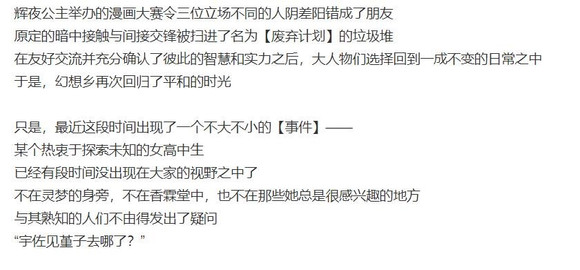 辉夜公主举办的漫画大赛令三位立场不同的人阴差阳错成了朋友
原定的暗中接触与间接交锋被扫进了名为【废弃计划】的垃圾堆
在友好交流并充分确认了彼此的智慧和实力之后，大人物们选择回到一成不变的日常之中
于是，幻想乡再次回归了平和的时光
只是，最近这段时间出现了一个不大不小的【事件】——
某个热衷于探索未知的女高中生
已经有段时间没出现在大家的视野之中了
不在灵梦的身旁，不在香霖堂中，也不在那些她总是很感兴趣的地方
与其熟知的人们不由得发出了疑问
“宇佐见堇子去哪了？”